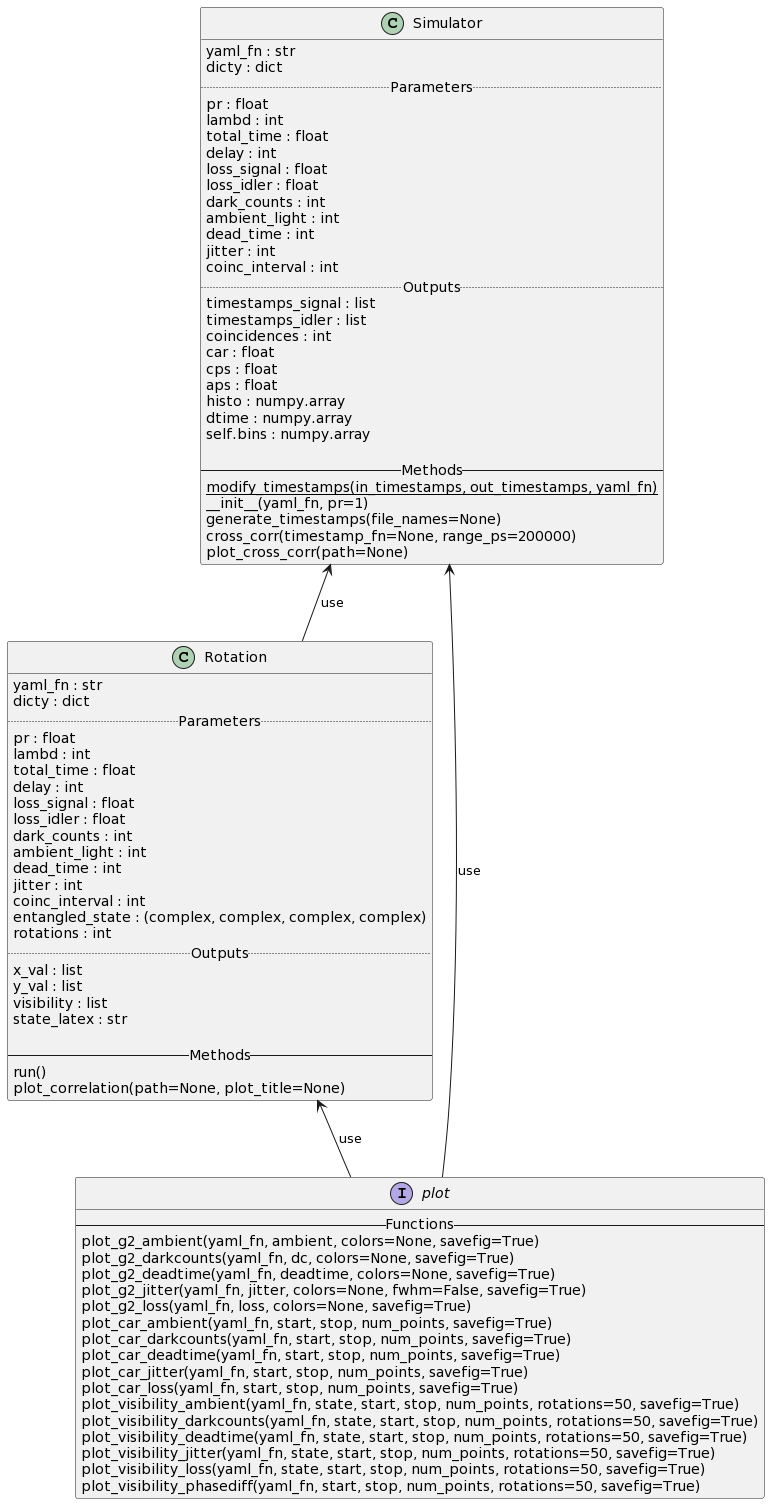 C Simulator
yaml_fn : str
dicty : dict
Parameters
pr : float
lambd : int
total_time : float
delay : int
loss_signal : float
loss_idler : float
dark_counts : int
ambient_light : int
dead_time : int
jitter : int
coinc_interval : int
Outputs
timestamps_signal : list
timestamps_idler : list
coincidences : int
car : float
cps : float
aps : float
histo : numpy.array
dtime : numpy.array
self.bins : numpy.array
Methods
modify_timestamps(in_timestamps, out_timestamps, yaml_fn)
__init__(yaml_fn, pr=1)
generate_timestamps(file_names=None)
cross_corr(timestamp_fn=None, range_ps=200000)
plot_cross_corr(path=None)
use
C Rotation
yaml_fn : str
dicty : dict
Parameters
pr : float
lambd : int
total_time : float
delay : int
loss_signal : float
loss_idler : float
dark_counts : int
ambient_light : int
dead_time : int
jitter : int
coinc_interval : int
entangled_state : (complex, complex, complex, complex)
rotations : int
Outputs
x_val : list
y_val : list
visibility : list
state_latex : str
Methods
run()
plot_correlation(path=None, plot_title=None)
use
use
I plot
Functions
plot_g2_ambient(yaml_fn, ambient, colors=None, savefig=True)
plot_g2_darkcounts(yaml_fn, dc, colors=None, savefig=True)
plot_g2_deadtime(yaml_fn, deadtime, colors=None, savefig=True)
plot_g2_jitter(yaml_fn, jitter, colors=None, fwhm=False, savefig=True)
plot_g2_loss(yaml_fn, loss, colors=None, savefig=True)
plot_car_ambient(yaml_fn, start, stop, num_points, savefig=True)
plot_car_darkcounts(yaml_fn, start, stop, num_points, savefig=True)
plot_car_deadtime(yaml_fn, start, stop, num_points, savefig=True)
plot_car_jitter(yaml_fn, start, stop, num_points, savefig=True)
plot_car_loss(yaml_fn, start, stop, num_points, savefig=True)
plot_visibility_ambient(yaml_fn, state, start, stop, num_points, rotations=50, savefig=True)
plot_visibility_darkcounts(yaml_fn, state, start, stop, num_points, rotations=50, savefig=True)
plot_visibility_deadtime(yaml_fn, state, start, stop, num_points, rotations=50, savefig=True)
plot_visibility_jitter(yaml_fn, state, start, stop, num_points, rotations=50, savefig=True)
plot_visibility_loss(yaml_fn, state, start, stop, num_points, rotations=50, savefig=True)
plot_visibility_phasediff(yaml_fn, start, stop, num_points, rotations=50, savefig=True)